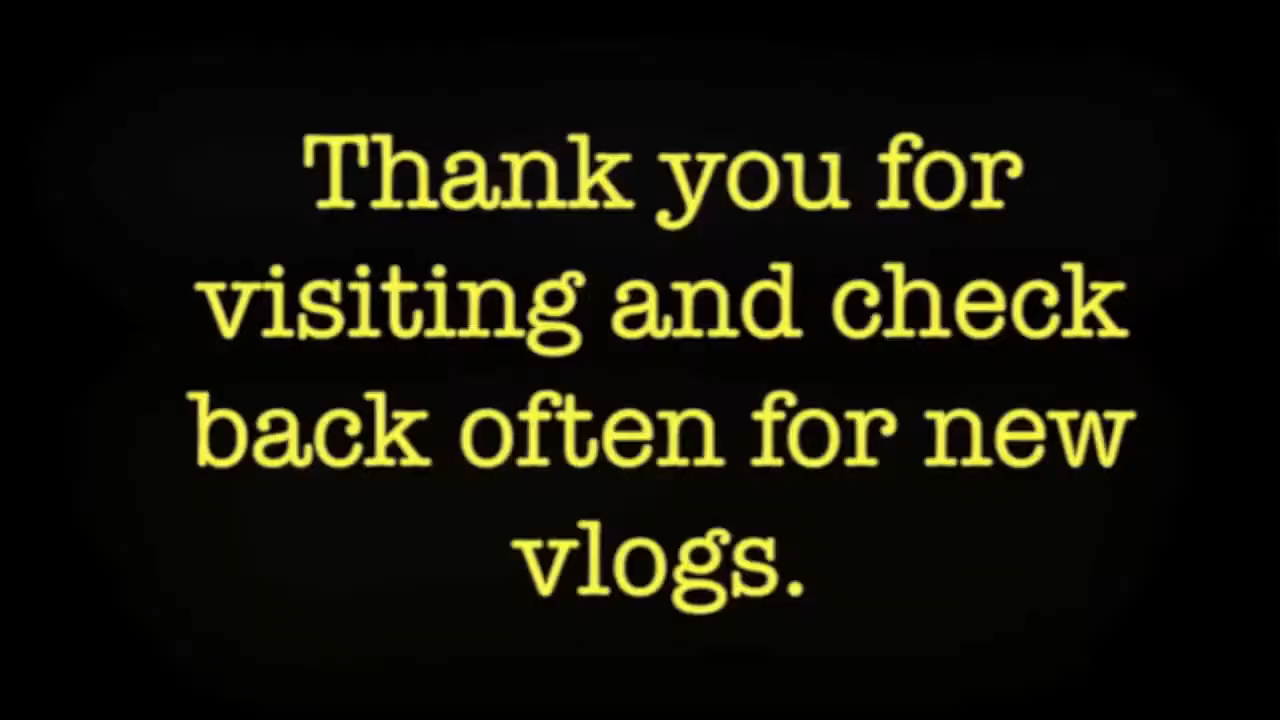 Thank you for
visiting and check
back often for new
vlogs.